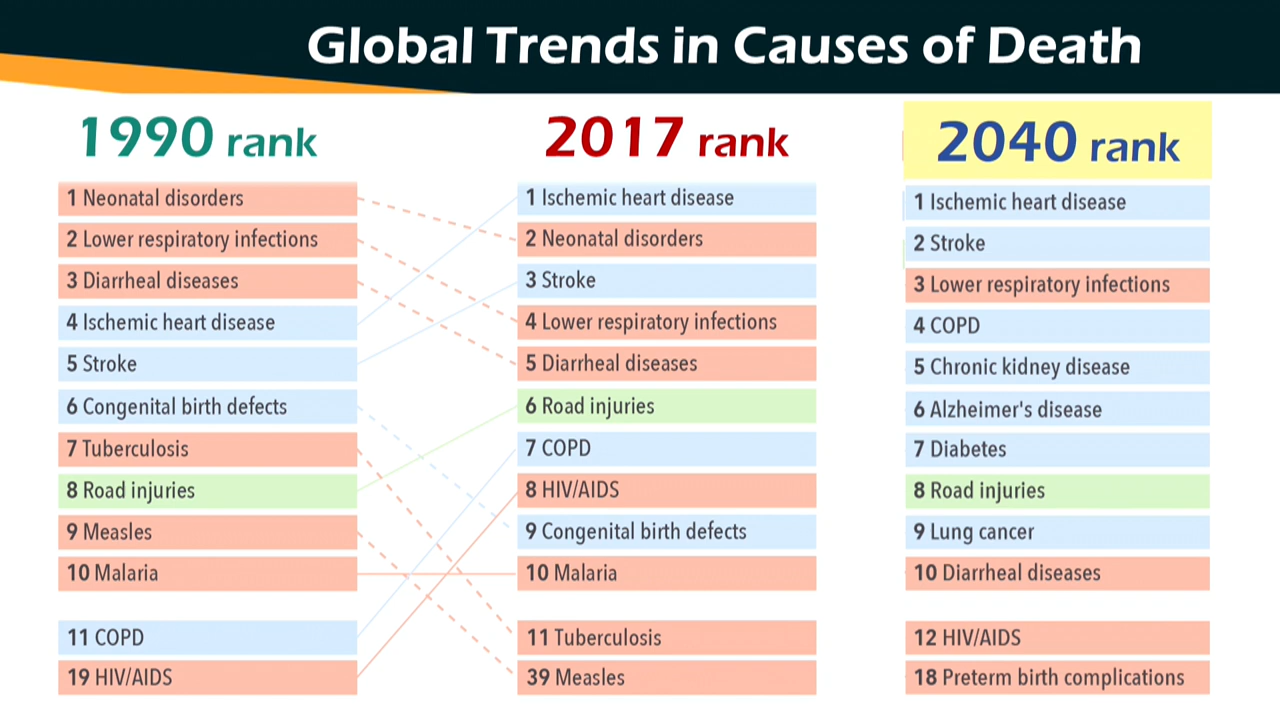 Global Trends in Causes of Death
1990 rank
1 Neonatal disorders
2 Lower respiratory infections
3 Diarrheal diseases
4 Ischemic heart disease
5 Stroke
6 Congenital birth defects
7 Tuberculosis
8 Road injuries
9 Measles
10 Malaria
11 COPD
19 HIV/AIDS
2017 rank
1 Ischemic heart disease
2 Neonatal disorders
3 Stroke
4 Lower respiratory infections
5 Diarrheal diseases
6 Road injuries
7 COPD
8 HIV/AIDS
9 Congenital birth defects
10 Malaria
11 Tuberculosis
39 Measles
2040 rank
1 Ischemic heart disease
2 Stroke
3 Lower respiratory infections
4 COPD
5 Chronic kidney disease
6 Alzheimer's disease
7 Diabetes
8 Road injuries
9 Lung cancer
10 Diarrheal diseases
12 HIV/AIDS
18 Preterm birth complications